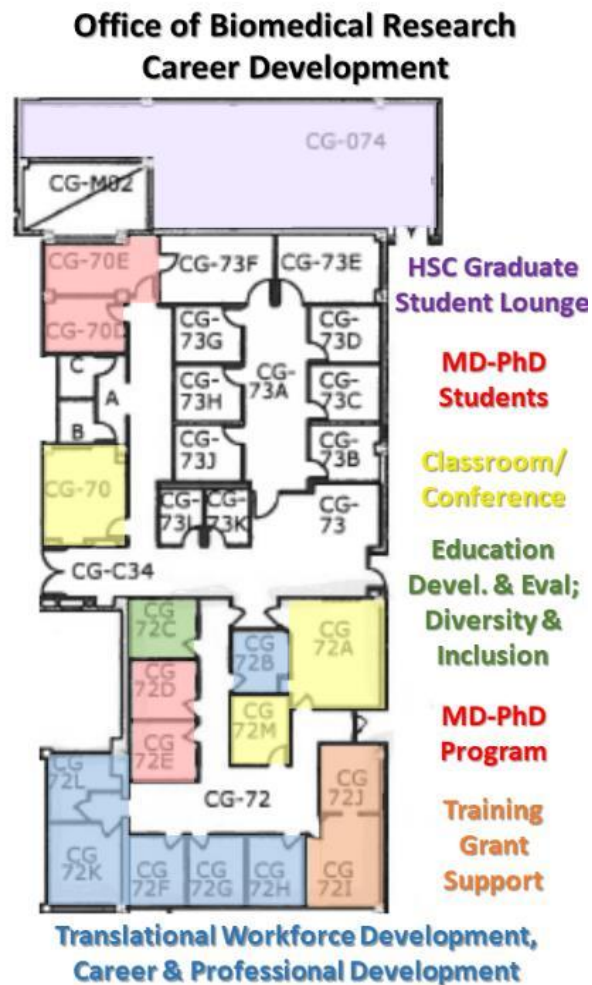 Office of Biomedical Research
Career Development
CG-074
CG-M02
CG-70E
CG-73F
CG-73E
HSC Graduate
Student Lounge
CG-70D
CG-
73G
CG-
73D
C
CG-
73A
MD-PhD
Students
A
CG-
73H
CG-
73C
B
CG-
73J
CG-
73B
Classroom/
Conference
CG-70
CG-
73L
CG-
73K
CG-
73
CG-C34
Education
Devel. & Eval;
Diversity &
Inclusion
CG
72C
CG
72B
CG
72A
CG
72D
CG
72M
CG
72E
MD-PhD
Program
CG
72L
CG-72
CG
72J
Training
Grant
Support
CG
72K
CG
72F
CG
72G
CG
72H
CG
72I
Translational Workforce Development,
Career & Professional Development